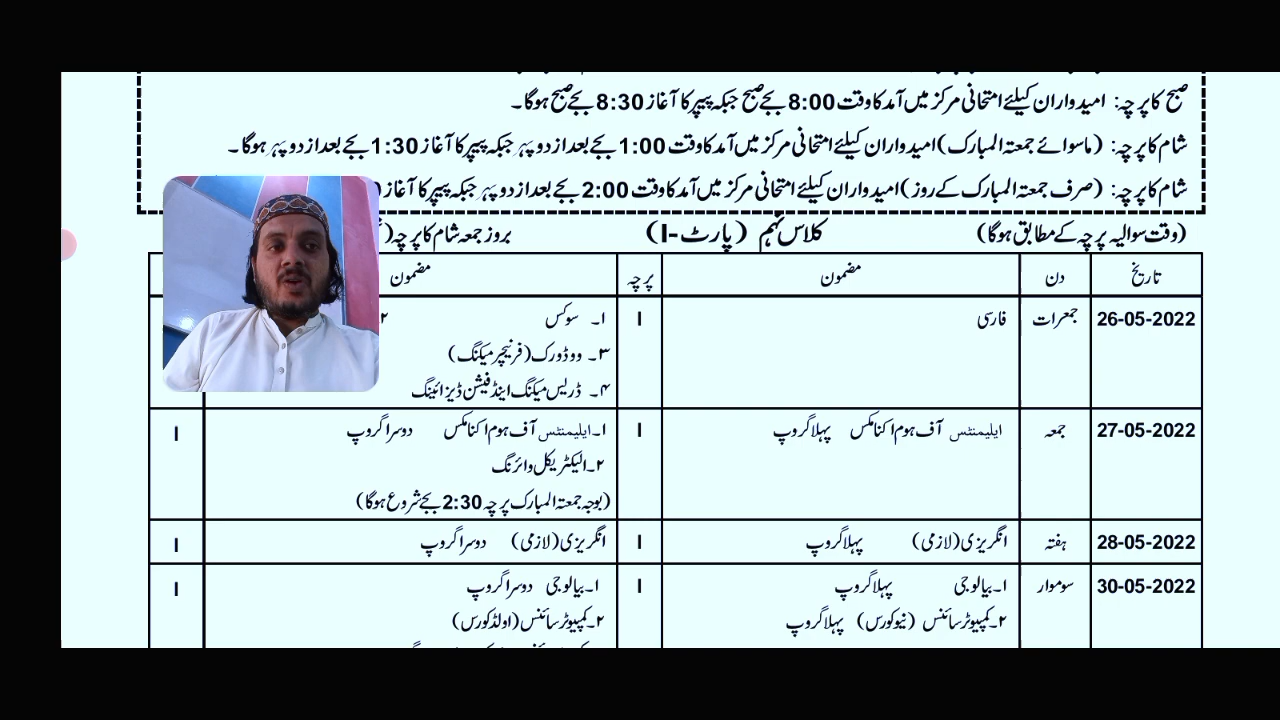 صبح کا پرچہ: امیدواران کیلئے امتحانی مرکز میں آمد کا وقت 8:00 بجے صبح جبکہ پیپر کا آغاز 8:30 بجے صبح ہوگا۔
شام کا پرچہ: (ماسوائے جمعتہ المبارک) امیدواران کیلئے امتحانی مرکز میں آمد کا وقت 1:00 بجے بعد از دوپہر جبکہ پیپر کا آغاز 1:30 بجے بعد از دوپہر ہوگا۔
شام کا پرچہ: (صرف جمعتہ المبارک کے روز) امیدواران کیلئے امتحانی مرکز میں آمد کا وقت 2:00 بجے بعد از دوپہر جبکہ پیپر کا آغاز
(وقت سوالیہ پرچہ کے مطابق ہوگا) کلاس نہم (پارٹ-I) بروز جمعہ شام کا پرچہ
تاریخ دن مضمون پرچہ مضمون
26-05-2022 جمعرات فارسی I ۱۔ سوکس ۲
۳۔ ووڈورک (فرنیچر میکنگ)
۴۔ ڈریس میکنگ اینڈ فیشن ڈیزائینگ
27-05-2022 جمعہ ایلیمنٹس آف ہوم اکنامکس پہلا گروپ I ۱۔ ایلیمنٹس آف ہوم اکنامکس دوسرا گروپ I
۲۔ الیکٹریکل وائرنگ
(بوجہ جمعتہ المبارک پرچہ 2:30 بجے شروع ہوگا)
28-05-2022 ہفتہ انگریزی (لازمی) پہلا گروپ I انگریزی (لازمی) دوسرا گروپ I
30-05-2022 سوموار ۱۔ بیالوجی پہلا گروپ I ۱۔ بیالوجی دوسرا گروپ I
۲۔ کمپیوٹر سائنس (نیو کورس) پہلا گروپ ۲۔ کمپیوٹر سائنس (اولڈ کورس)